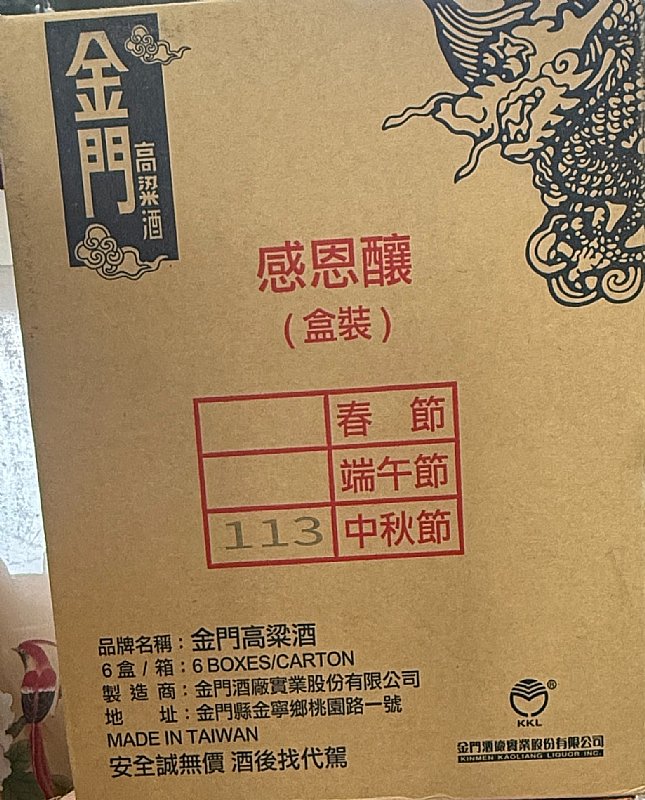 金門
高粱酒
感恩釀
(盒裝)
春 節
端午節
113 中秋節
品牌名稱：金門高粱酒
6盒/箱：6 BOXES/CARTON
製造商：金門酒廠實業股份有限公司
地 址：金門縣金寧鄉桃園路一號
MADE IN TAIWAN
安全誠無價 酒後找代駕
®
KKL
金門酒廠實業股份有限公司
KINMEN KAOLIANG LIQUOR INC.